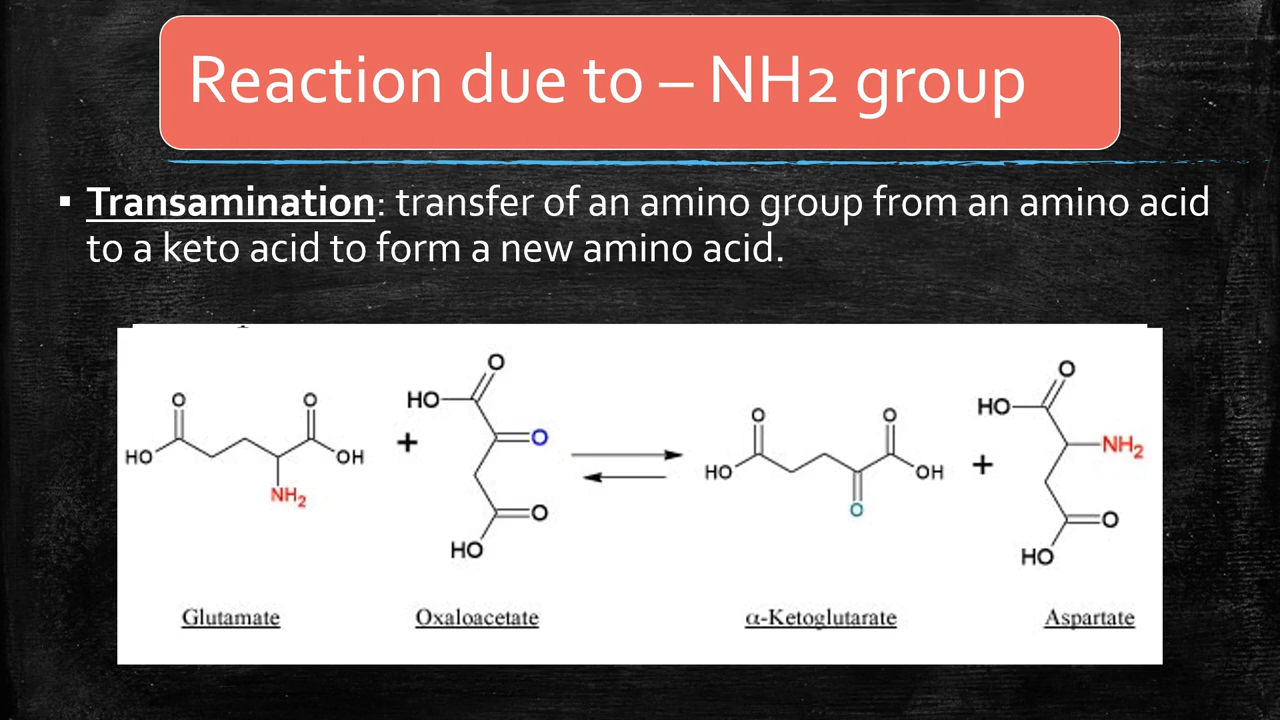 Reaction due to – NH2 group
▪ Transamination: transfer of an amino acid group from an amino acid
to a keto acid to form a new amino acid.
O O HO OH NH2
+
O HO O O HO
O O HO OH O
+
O HO NH2 O HO
Glutamate Oxaloacetate α-Ketoglutarate Aspartate